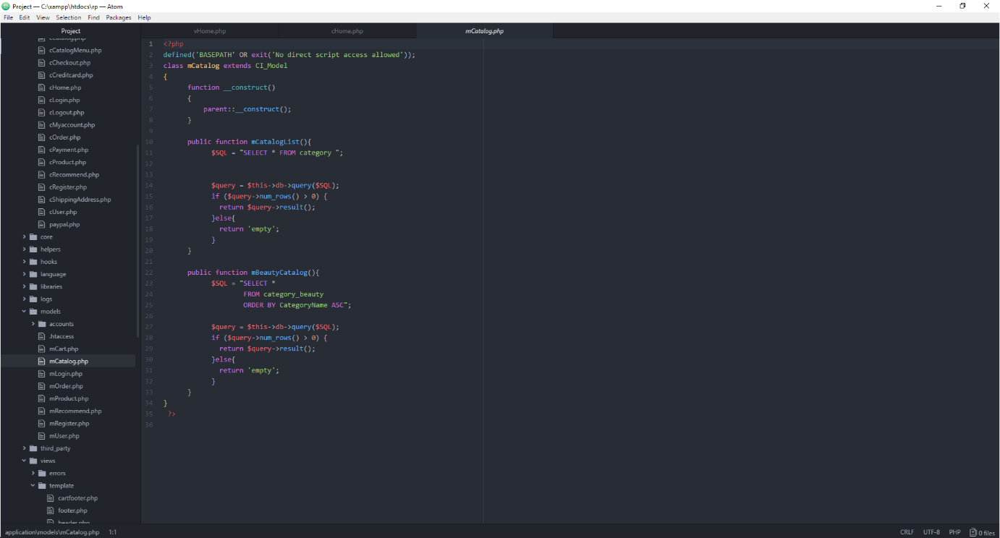 Project — C:\xampp\htdocs\rp — Atom
File Edit View Selection Find Packages Help
Project
cCatalog.php
cCatalogMenu.php
cCheckout.php
cCreditcard.php
cHome.php
cLogin.php
cLogout.php
cMyaccount.php
cOrder.php
cPayment.php
cProduct.php
cRecommend.php
cRegister.php
cShippingAddress.php
cUser.php
paypal.php
core
helpers
hooks
language
libraries
logs
models
accounts
.htaccess
mCart.php
mCatalog.php
mLogin.php
mOrder.php
mProduct.php
mRecommend.php
mRegister.php
mUser.php
third_party
views
errors
template
cartfooter.php
footer.php
header.php
vHome.php cHome.php mCatalog.php
1 <?php
2 defined('BASEPATH' OR exit('No direct script access allowed'));
3 class mCatalog extends CI_Model
4 {
5 function __construct()
6 {
7 parent::__construct();
8 }
9
10 public function mCatalogList(){
11 $SQL = "SELECT * FROM category ";
12
13
14 $query = $this->db->query($SQL);
15 if ($query->num_rows() > 0) {
16 return $query->result();
17 }else{
18 return 'empty';
19 }
20 }
21
22 public function mBeautyCatalog(){
23 $SQL = "SELECT *
24 FROM category_beauty
25 ORDER BY CategoryName ASC";
26
27 $query = $this->db->query($SQL);
28 if ($query->num_rows() > 0) {
29 return $query->result();
30 }else{
31 return 'empty';
32 }
33 }
34 }
35 ?>
36
application\models\mCatalog.php 1:1 CRLF UTF-8 PHP 0 files